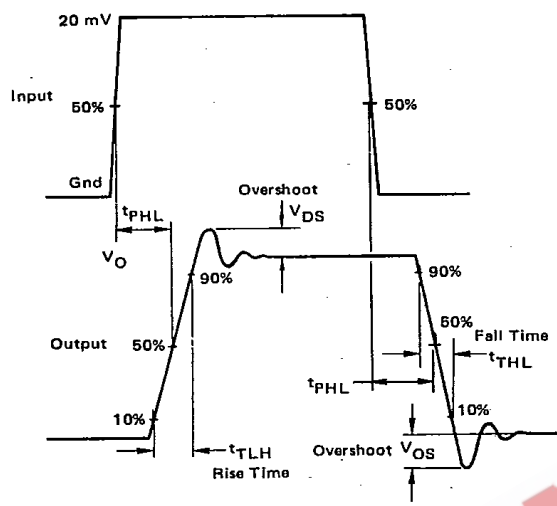 20 mV
Input
50%
50%
Gnd
Overshoot
tPHL
VDS
VO
90%
90%
Output
50%
50%
Fall Time
tTHL
tPHL
10%
10%
tTLH
Rise Time
Overshoot
VOS